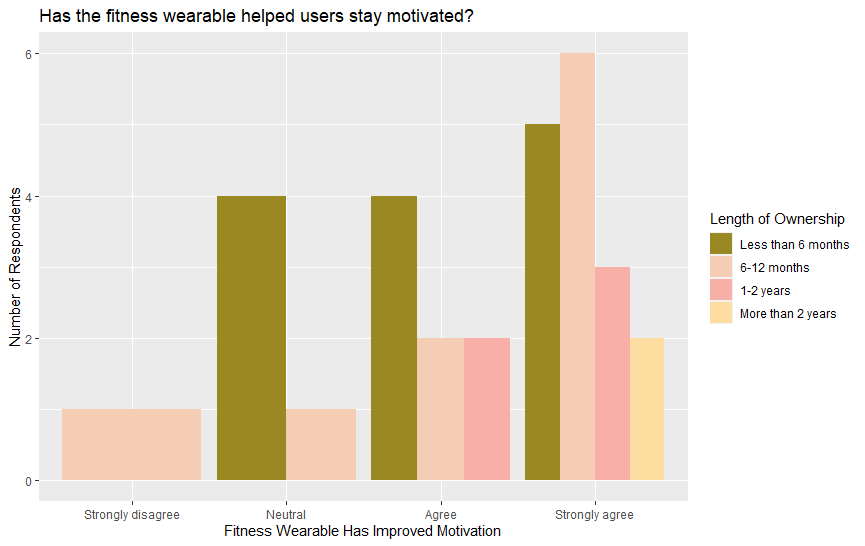 Has the fitness wearable helped users stay motivated?
6
4
2
0
Number of Respondents
Strongly disagree
Neutral
Agree
Strongly agree
Fitness Wearable Has Improved Motivation
Length of Ownership
Less than 6 months
6-12 months
1-2 years
More than 2 years